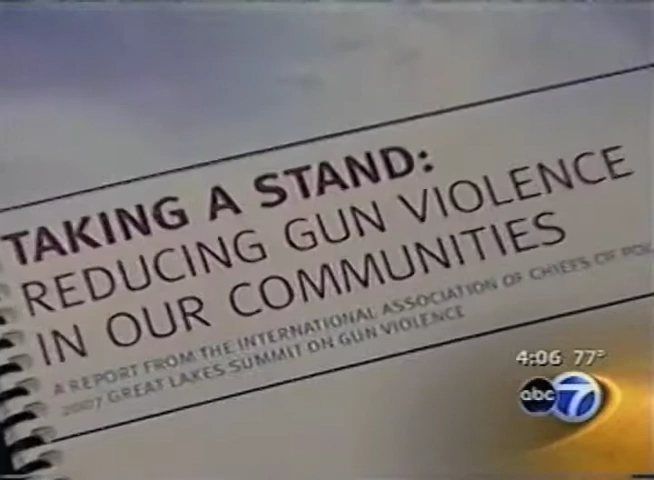 TAKING A STAND:
REDUCING GUN VIOLENCE
IN OUR COMMUNITIES
A REPORT FROM THE INTERNATIONAL ASSOCIATION OF CHIEFS OF POL
2007 GREAT LAKES SUMMIT ON GUN VIOLENCE
4:06 77°
abc 7